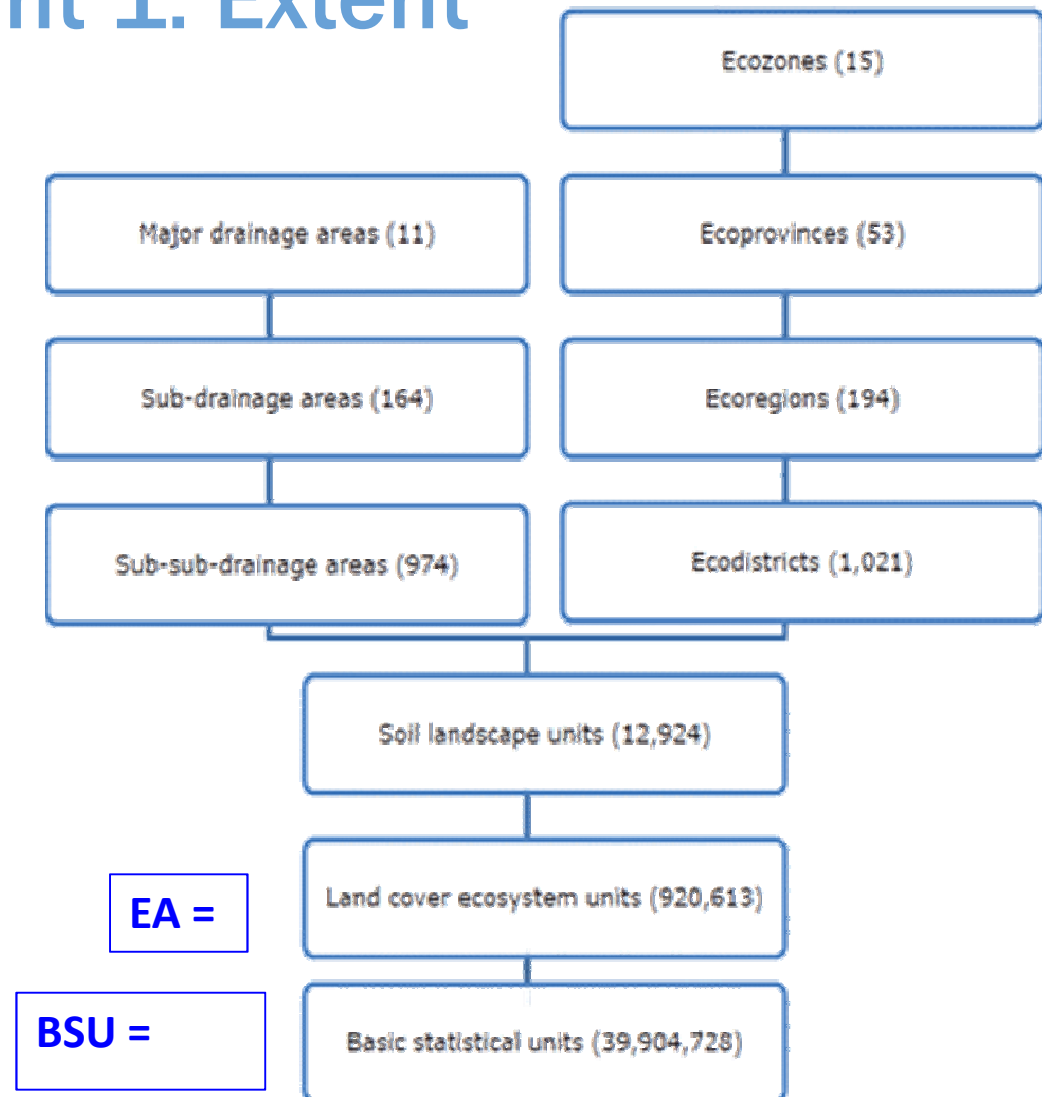 nt 1. Extent
Ecozones (15)
Major drainage areas (11)
Ecoprovinces (53)
Sub-drainage areas (164)
Ecoregions (194)
Sub-sub-drainage areas (974)
Ecodistricts (1,021)
Soil landscape units (12,924)
EA =
Land cover ecosystem units (920,613)
BSU =
Basic statistical units (39,904,728)